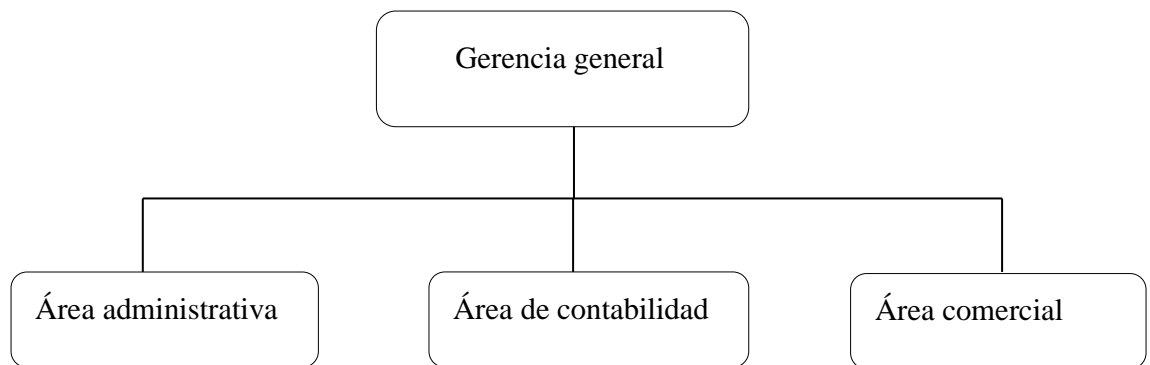 Gerencia general
Área administrativa
Área de contabilidad
Área comercial